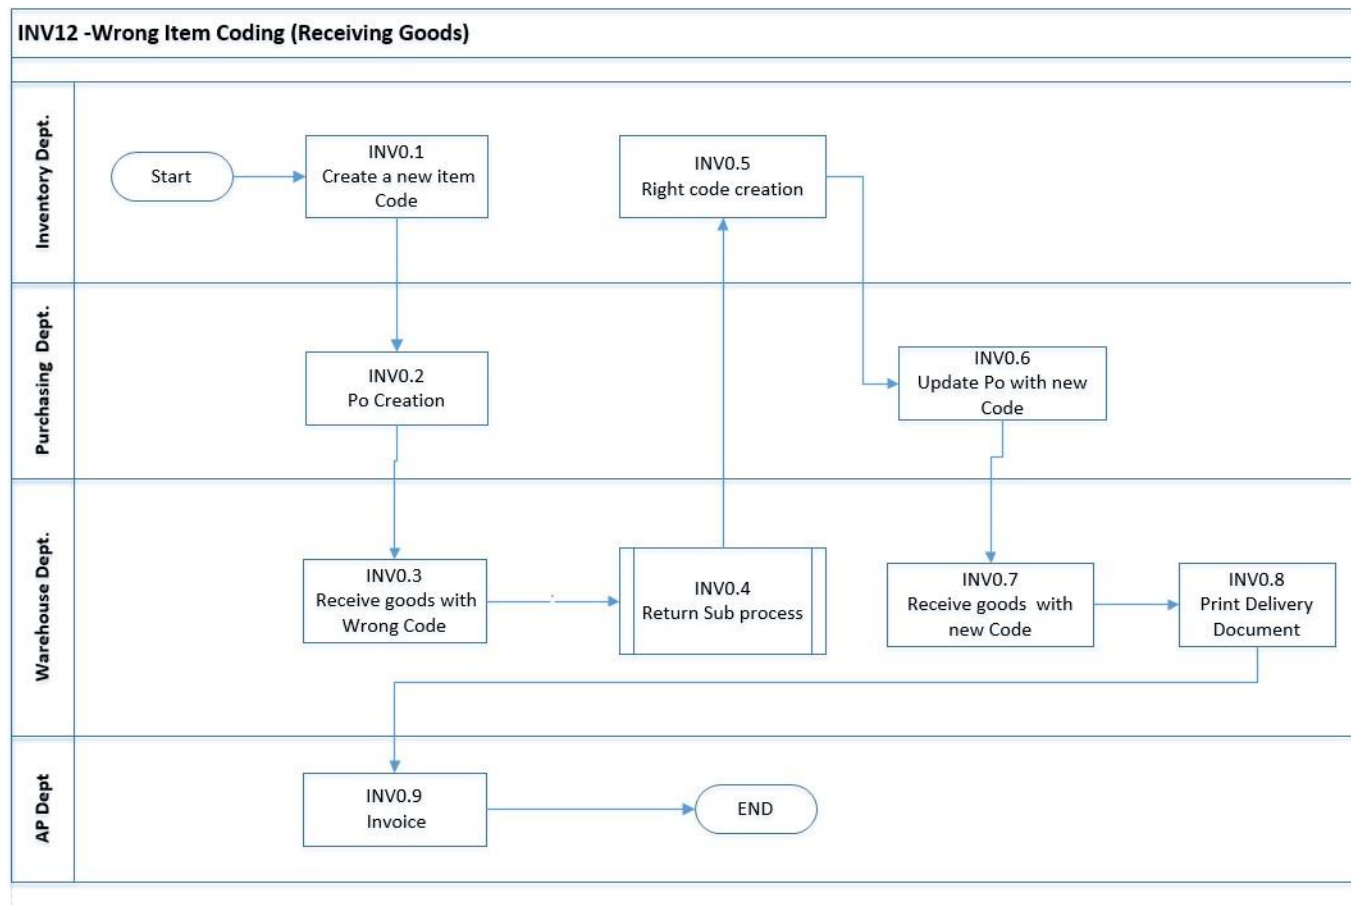 INV12 -Wrong Item Coding (Receiving Goods)
Inventory Dept.
Start
INV0.1
Create a new item
Code
INV0.5
Right code creation
Purchasing Dept.
INV0.2
Po Creation
INV0.6
Update Po with new
Code
Warehouse Dept.
INV0.3
Receive goods with
Wrong Code
INV0.4
Return Sub process
INV0.7
Receive goods with
new Code
INV0.8
Print Delivery
Document
AP Dept
INV0.9
Invoice
END